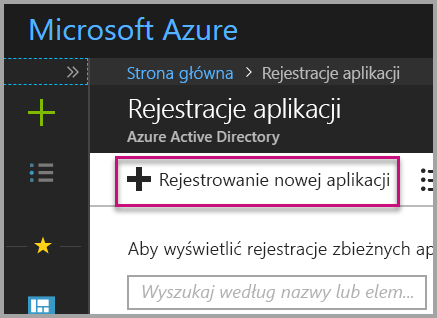 Microsoft Azure
Strona główna > Rejestracje aplikacji
Rejestracje aplikacji
Azure Active Directory
Rejestrowanie nowej aplikacji
Aby wyświetlić rejestracje zbieżnych ap
Wyszukaj według nazwy lub elem...